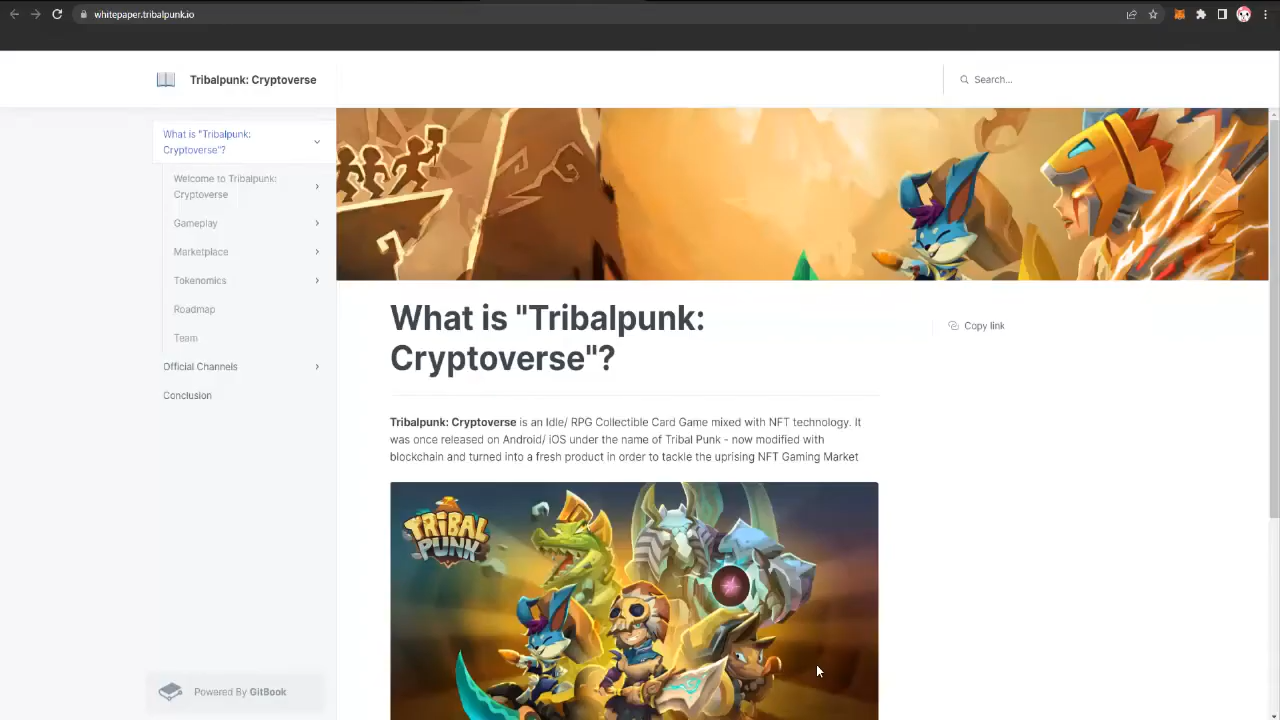 whitepaper.tribalpunk.io
Tribalpunk: Cryptoverse
Search...
What is "Tribalpunk:
Cryptoverse"?
Welcome to Tribalpunk:
Cryptoverse
Gameplay
Marketplace
Tokenomics
Roadmap
Team
Official Channels
Conclusion
Powered By GitBook
What is "Tribalpunk:
Cryptoverse"?
Copy link
Tribalpunk: Cryptoverse is an Idle/ RPG Collectible Card Game mixed with NFT technology. It
was once released on Android/ iOS under the name of Tribal Punk - now modified with
blockchain and turned into a fresh product in order to tackle the uprising NFT Gaming Market
TRIBAL
PUNK